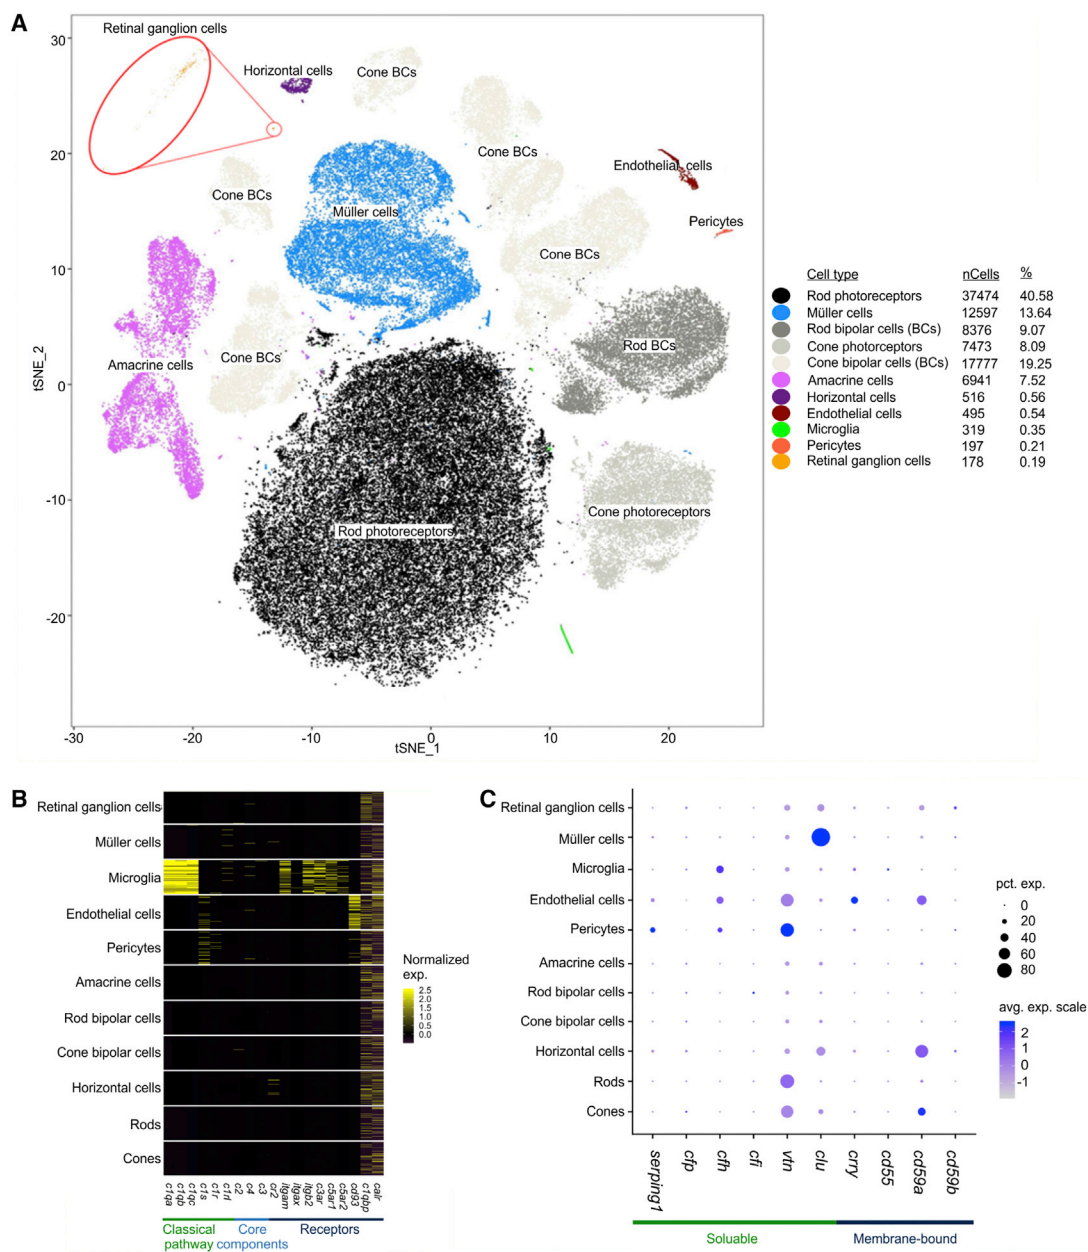 A
Retinal ganglion cells
Horizontal cells
Cone BCs
Cone BCs
Endothelial cells
Cone BCs
Müller cells
Pericytes
Cone BCs
Rod BCs
Cone BCs
Amacrine cells
Cone photoreceptors
Rod photoreceptors
30
20
10
0
-10
-20
tSNE_2
-30
-20
-10
0
10
20
tSNE_1
Cell type nCells %
Rod photoreceptors 37474 40.58
Müller cells 12597 13.64
Rod bipolar cells (BCs) 8376 9.07
Cone photorceptors 7473 8.09
Cone bipolar cells (BCs) 17777 19.25
Amacrine cells 6941 7.52
Horizontal cells 516 0.56
Endothelial cells 495 0.54
Microglia 319 0.35
Pericytes 197 0.21
Retinal ganglion cells 178 0.19
B
Retinal ganglion cells
Müller cells
Microglia
Endothelial cells
Pericytes
Amacrine cells
Rod bipolar cells
Cone bipolar cells
Horizontal cells
Rods
Cones
c1qa
c1qb
c1qc
c1s
c1r
c1rl
c2
c4
c3
cr2
itgam
itgax
itgb2
c3ar
c5ar1
c5ar2
cd93
c1qbp
calr
Classical
pathway
Core
components
Receptors
Normalized
exp.
2.5
2.0
1.5
1.0
0.5
0.0
C
Retinal ganglion cells
Müller cells
Microglia
Endothelial cells
Pericytes
Amacrine cells
Rod bipolar cells
Cone bipolar cells
Horizontal cells
Rods
Cones
serping1
cfp
cfh
cfi
vtn
clu
crry
cd55
cd59a
cd59b
Soluable
Membrane-bound
pct. exp.
0
20
40
60
80
avg. exp. scale
2
1
0
-1